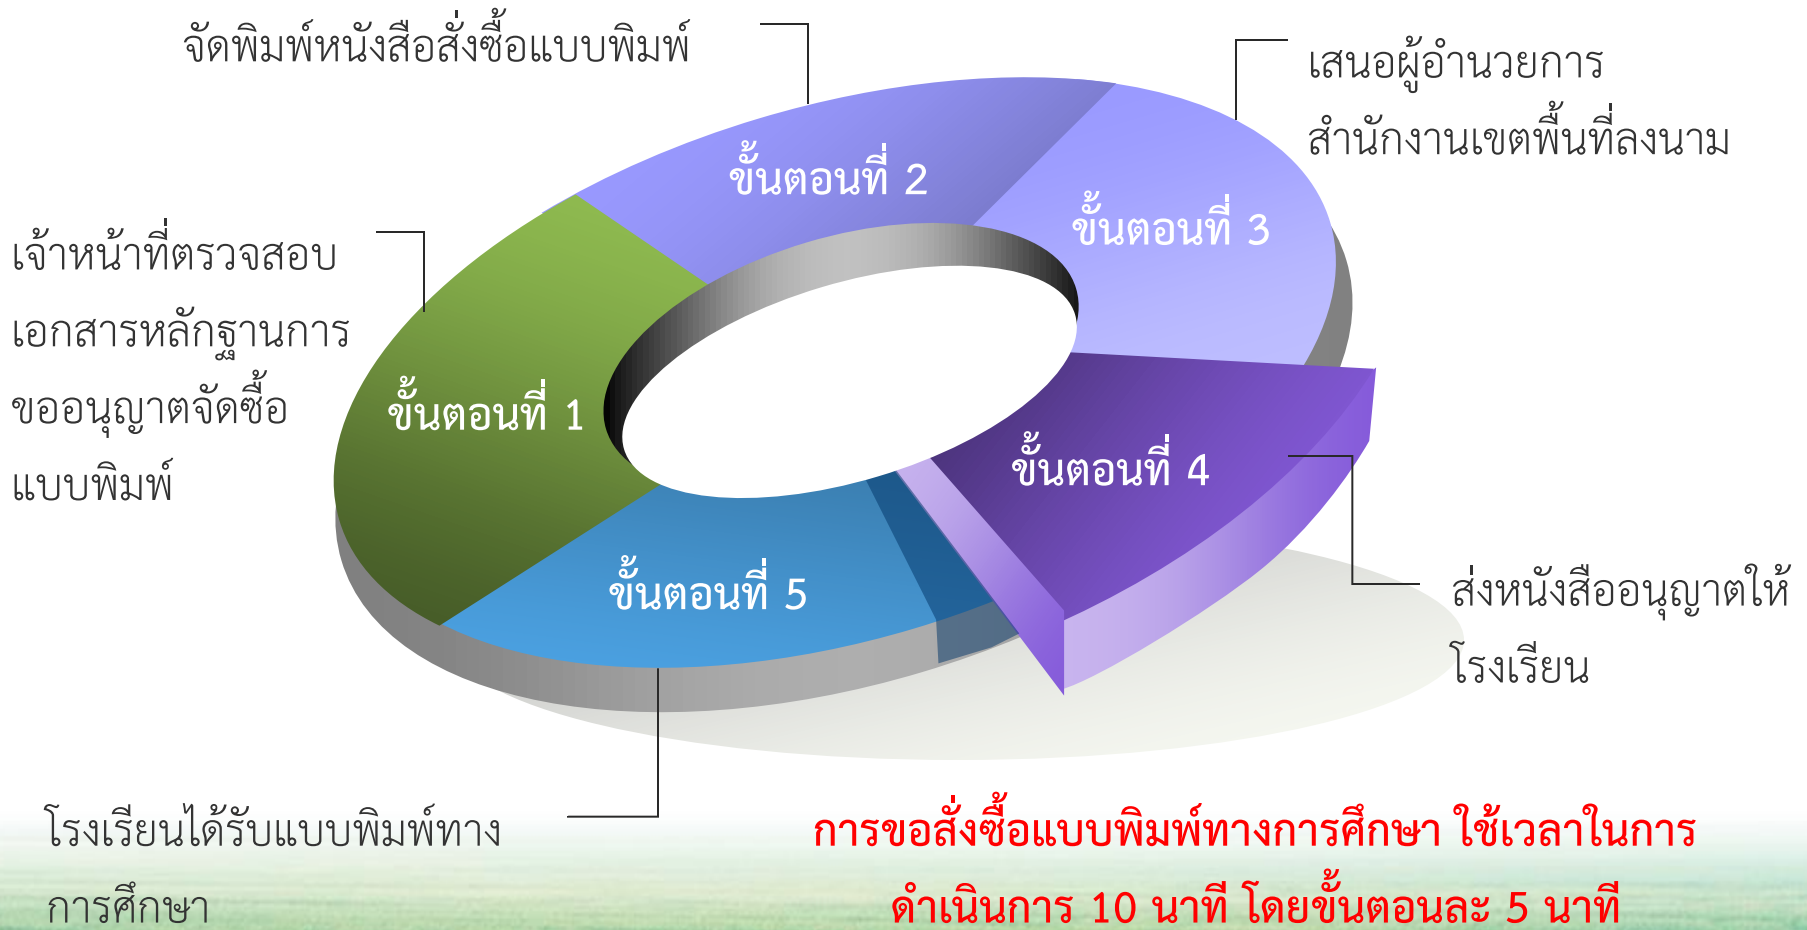 จัดพิมพ์หนังสือสั่งซื้อแบบพิมพ์
เสนอผู้อำนวยการ
สำนักงานเขตพื้นที่ลงนาม
ขั้นตอนที่ 2
ขั้นตอนที่ 3
เจ้าหน้าที่ตรวจสอบ
เอกสารหลักฐานการ
ขออนุญาตจัดซื้อ
แบบพิมพ์
ขั้นตอนที่ 1
ขั้นตอนที่ 4
ขั้นตอนที่ 5
ส่งหนังสืออนุญาตให้
โรงเรียน
โรงเรียนได้รับแบบพิมพ์ทาง
การศึกษา
การขอสั่งซื้อแบบพิมพ์ทางการศึกษา ใช้เวลาในการ
ดำเนินการ 10 นาที โดยขั้นตอนละ 5 นาที